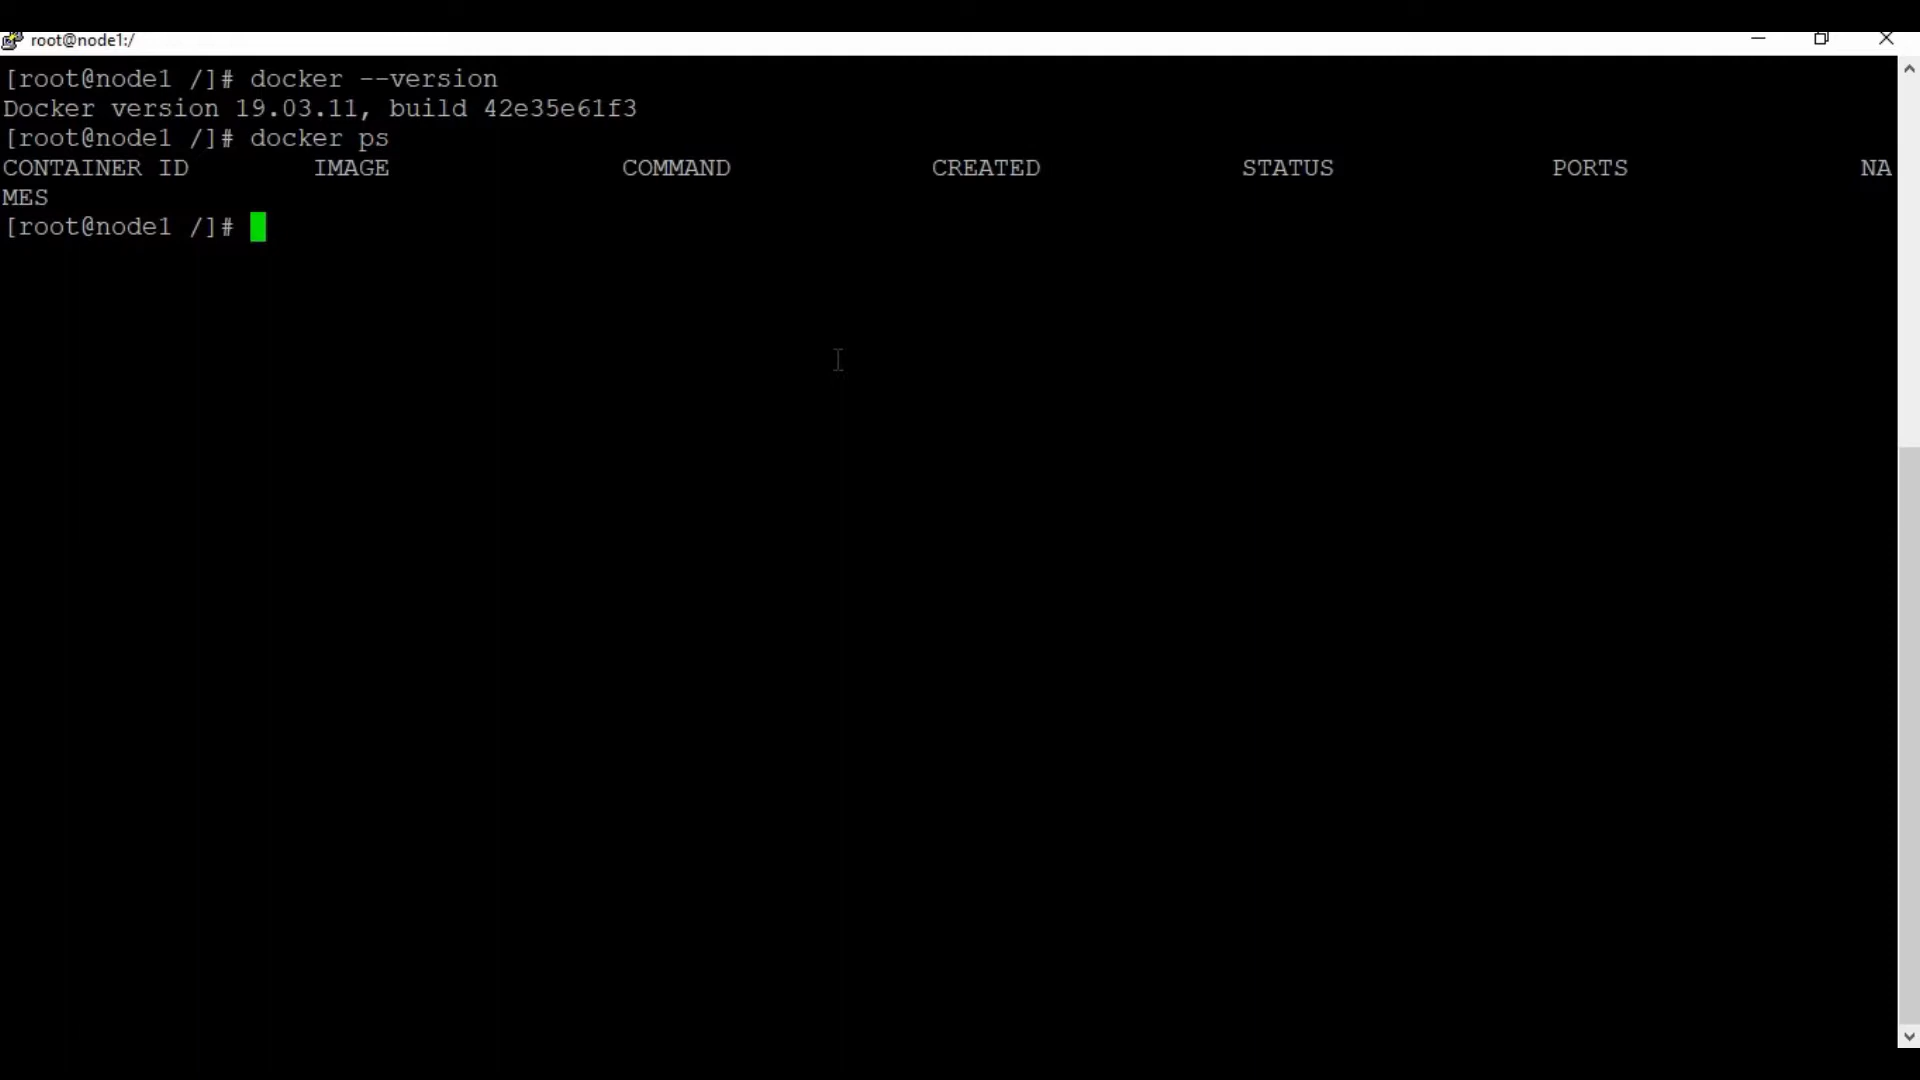 root@node1:/
[root@node1 /]# docker --version
Docker version 19.03.11, build 42e35e61f3
[root@node1 /]# docker ps
CONTAINER ID        IMAGE               COMMAND             CREATED             STATUS              PORTS               NA
MES
[root@node1 /]#